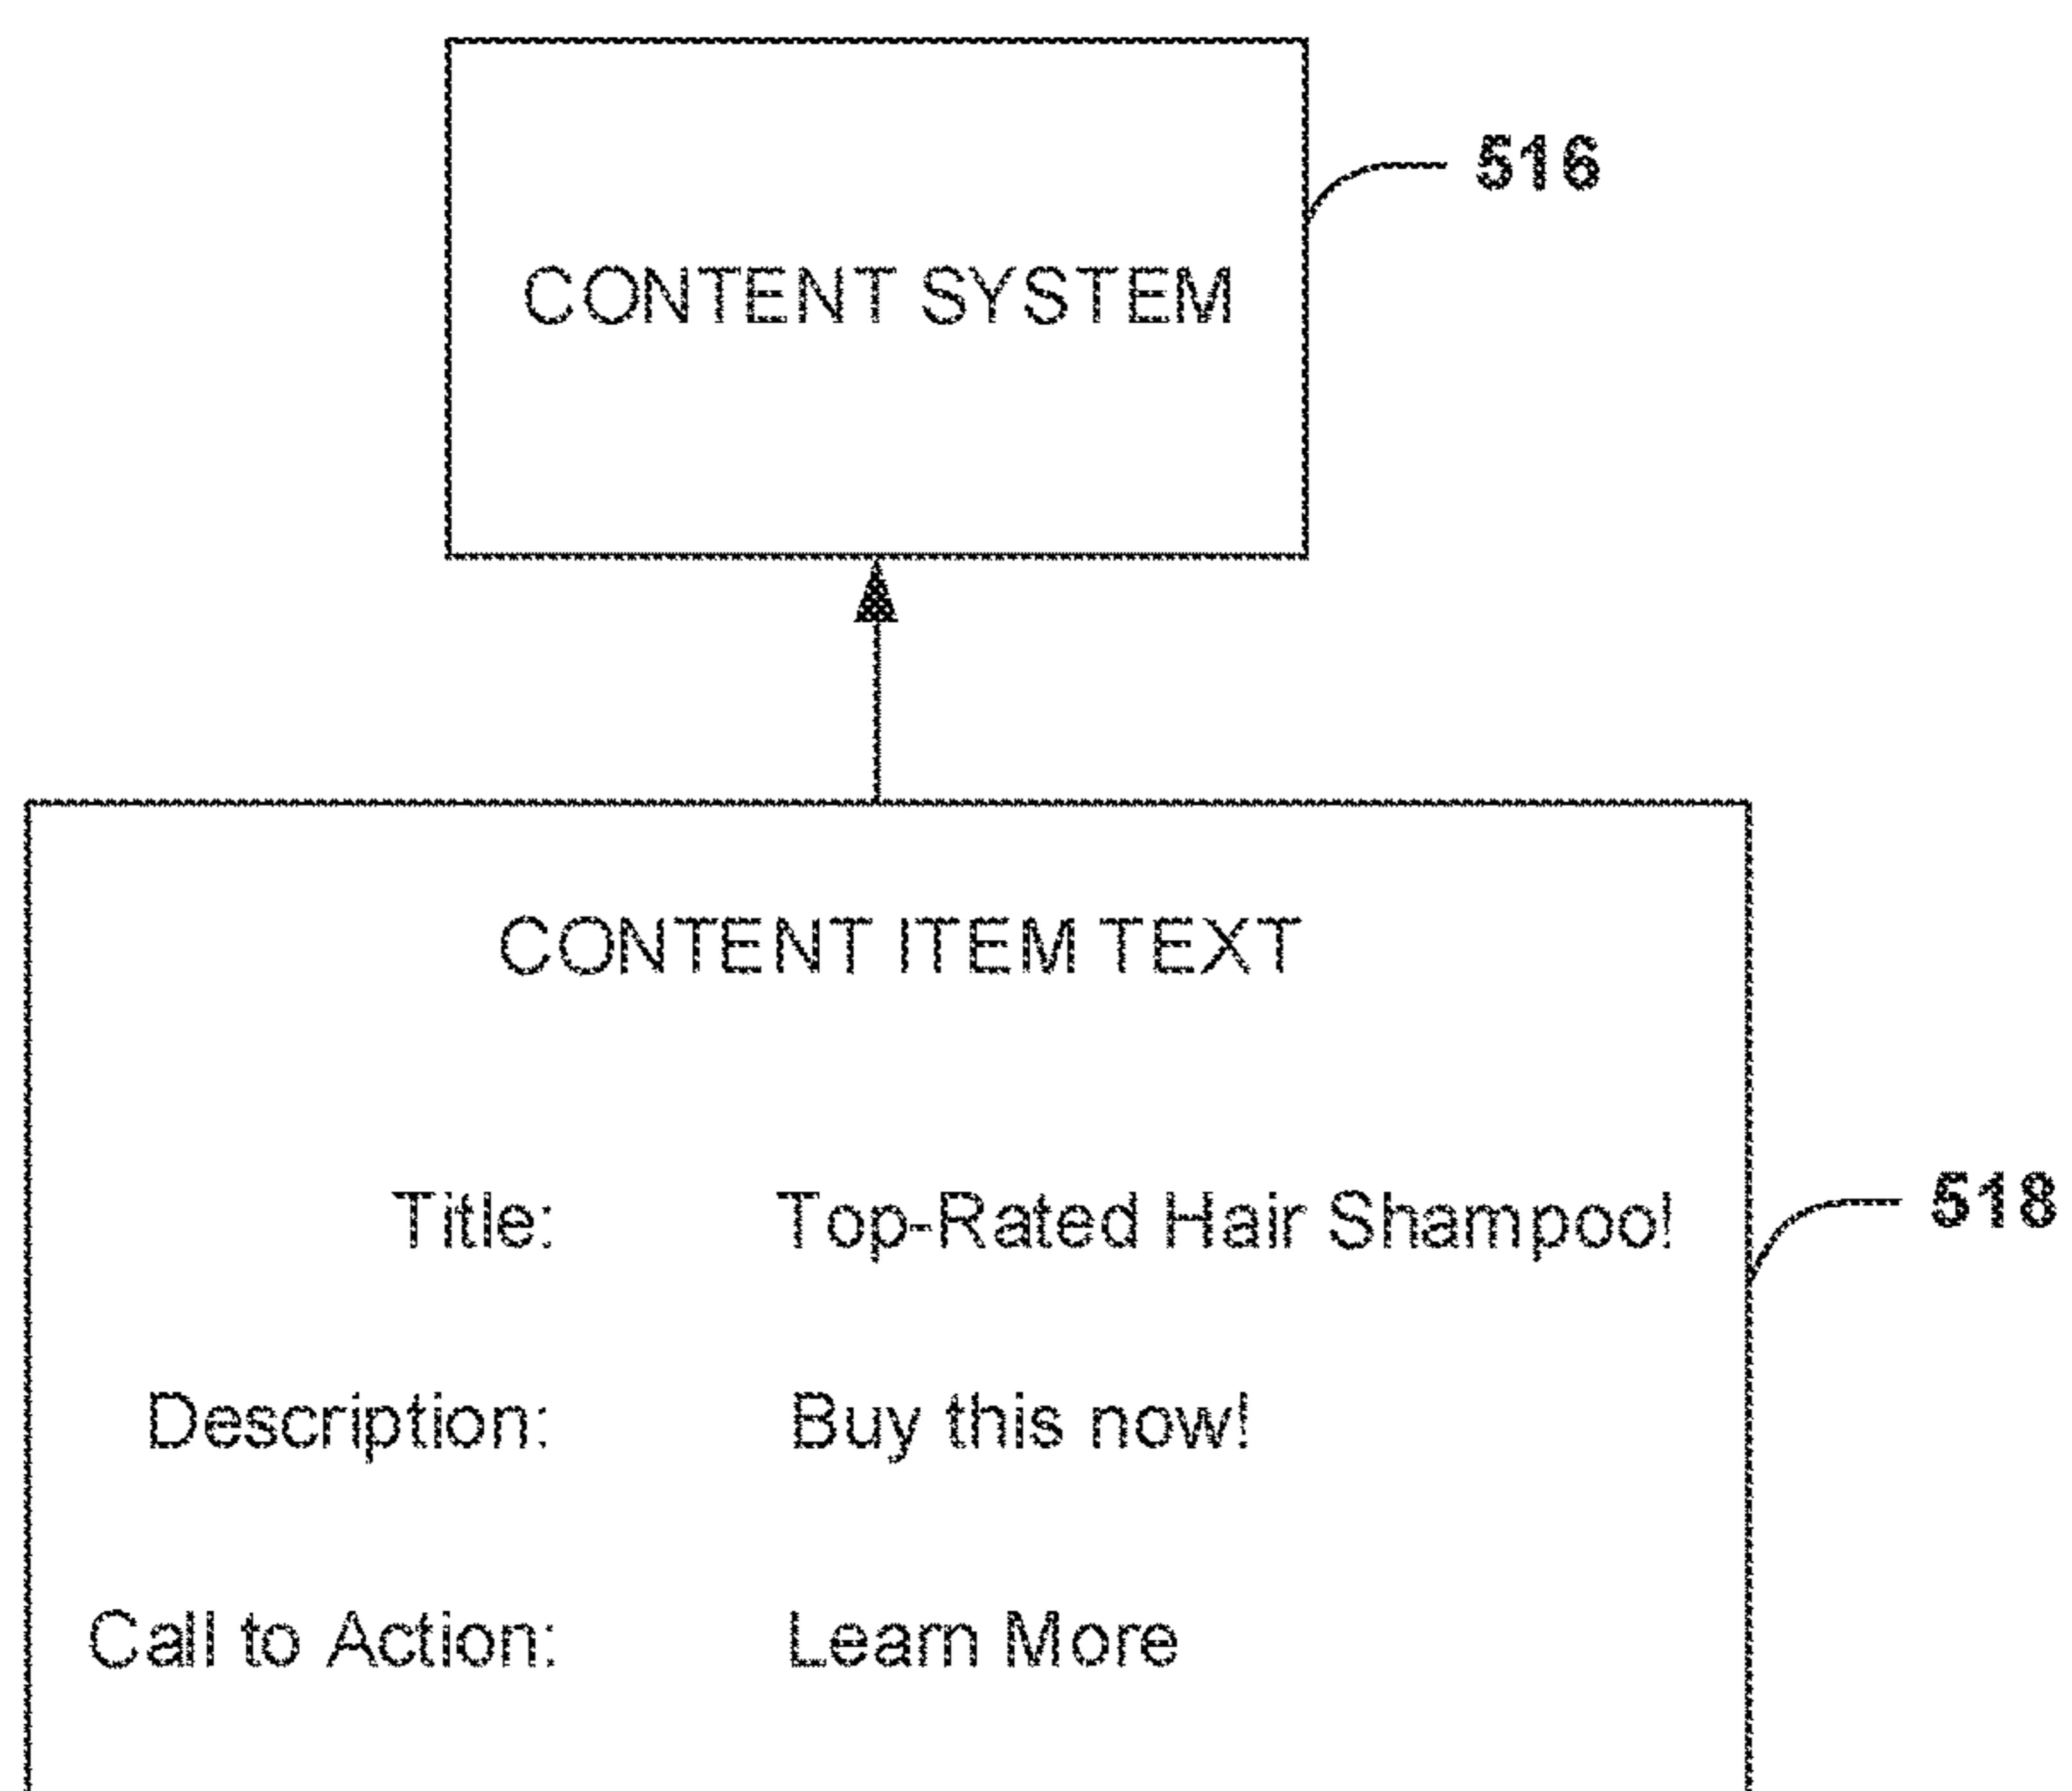 516
CONTENT SYSTEM
CONTENT ITEM TEXT
Title: Top-Rated Hair Shampoo!
518
Description: Buy this now!
Call to Action: Learn More